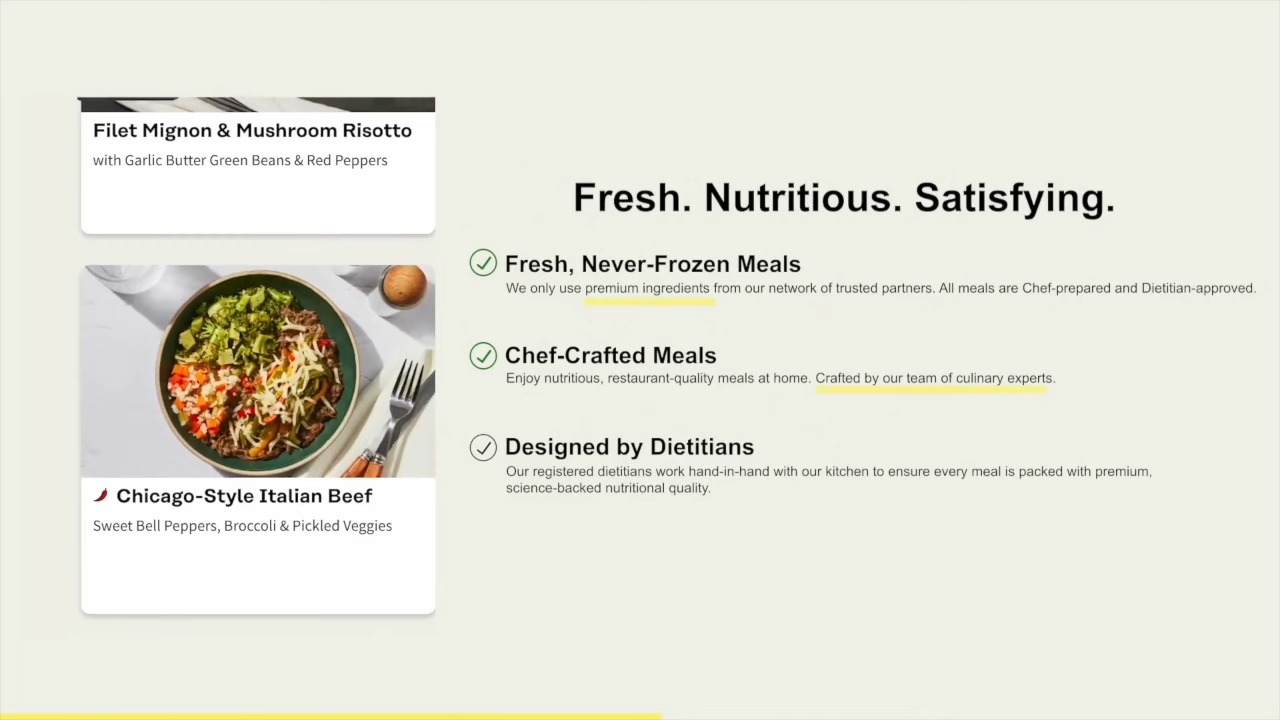 Filet Mignon & Mushroom Risotto
with Garlic Butter Green Beans & Red Peppers
Chicago-Style Italian Beef
Sweet Bell Peppers, Broccoli & Pickled Veggies
Fresh. Nutritious. Satisfying.
Fresh, Never-Frozen Meals
We only use premium ingredients from our network of trusted partners. All meals are Chef-prepared and Dietitian-approved.
Chef-Crafted Meals
Enjoy nutritious, restaurant-quality meals at home. Crafted by our team of culinary experts.
Designed by Dietitians
Our registered dietitians work hand-in-hand with our kitchen to ensure every meal is packed with premium,
science-backed nutritional quality.